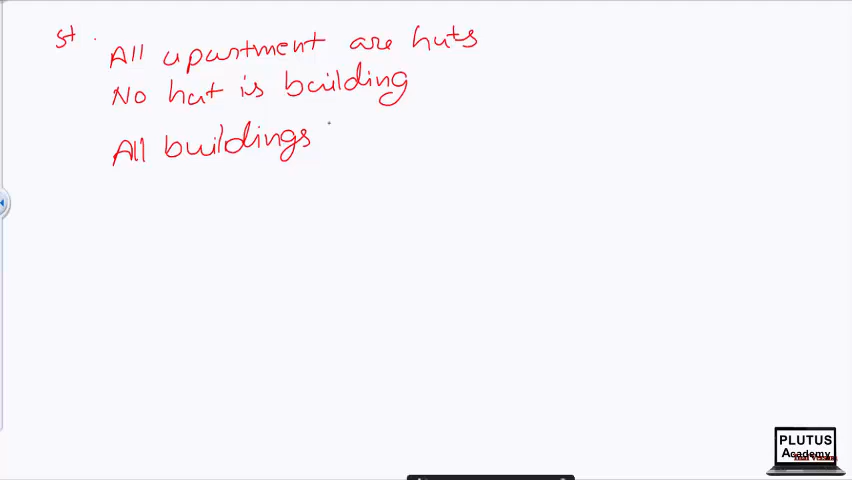 St.
All apartment are huts
No hut is building
All buildings
PLUTUS
Academy